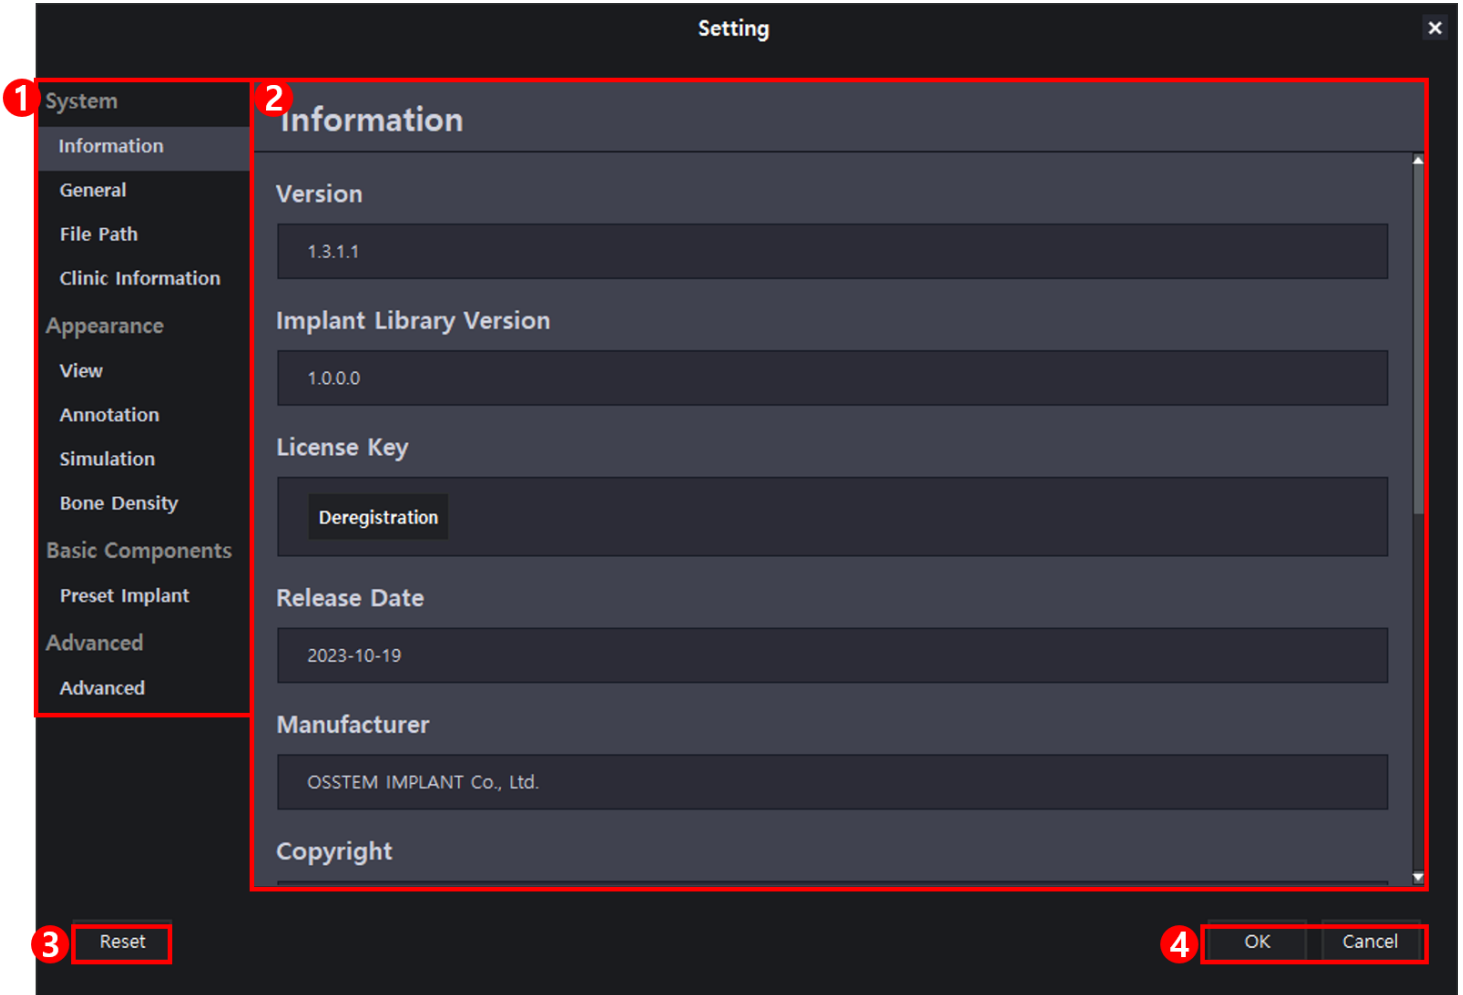 Setting
1
System
Information
General
File Path
Clinic Information
Appearance
View
Annotation
Simulation
Bone Density
Basic Components
Preset Implant
Advanced
Advanced
2
Information
Version
1.3.1.1
Implant Library Version
1.0.0.0
License Key
Deregistration
Release Date
2023-10-19
Manufacturer
OSSTEM IMPLANT Co., Ltd.
Copyright
3
Reset
4
OK
Cancel